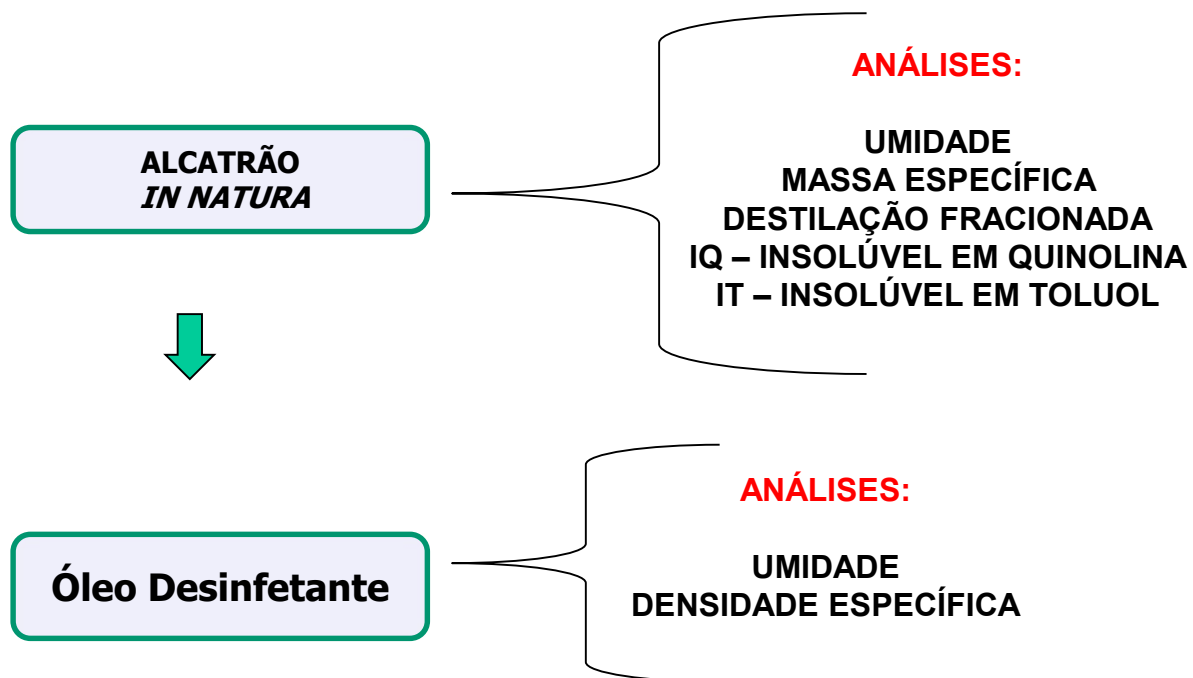 ALCATRÃO
IN NATURA
ANÁLISES:
UMIDADE
MASSA ESPECÍFICA
DESTILAÇÃO FRACIONADA
IQ – INSOLÚVEL EM QUINOLINA
IT – INSOLÚVEL EM TOLUOL
Óleo Desinfetante
ANÁLISES:
UMIDADE
DENSIDADE ESPECÍFICA